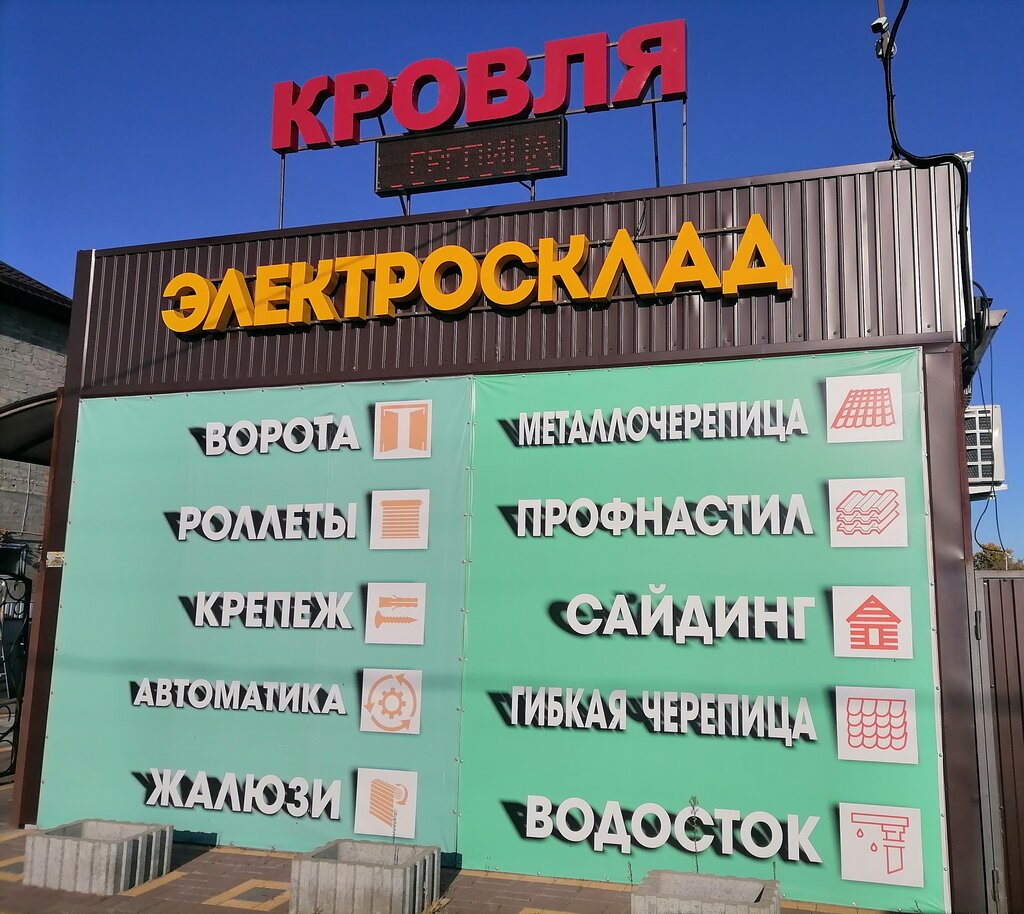 КРОВЛЯ
ЭЛЕКТРОСКЛАД
ВОРОТА
РОЛЛЕТЫ
КРЕПЕЖ
АВТОМАТИКА
ЖАЛЮЗИ
МЕТАЛЛОЧЕРЕПИЦА
ПРОФНАСТИЛ
САЙДИНГ
ГИБКАЯ ЧЕРЕПИЦА
ВОДОСТОК